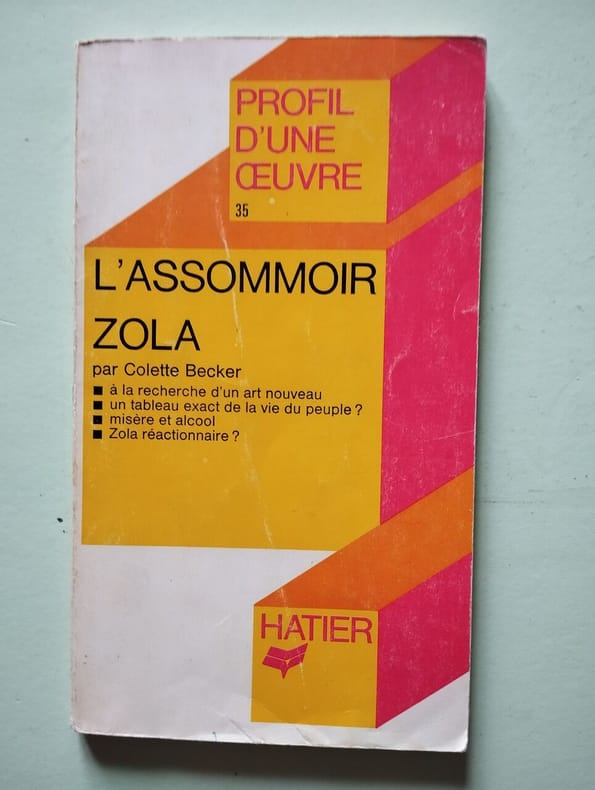 PROFIL
D'UNE
ŒUVRE
35
L'ASSOMMOIR
ZOLA
par Colette Becker
■ à la recherche d'un art nouveau
■ un tableau exact de la vie du peuple ?
■ misère et alcool
■ Zola réactionnaire ?
HATIER